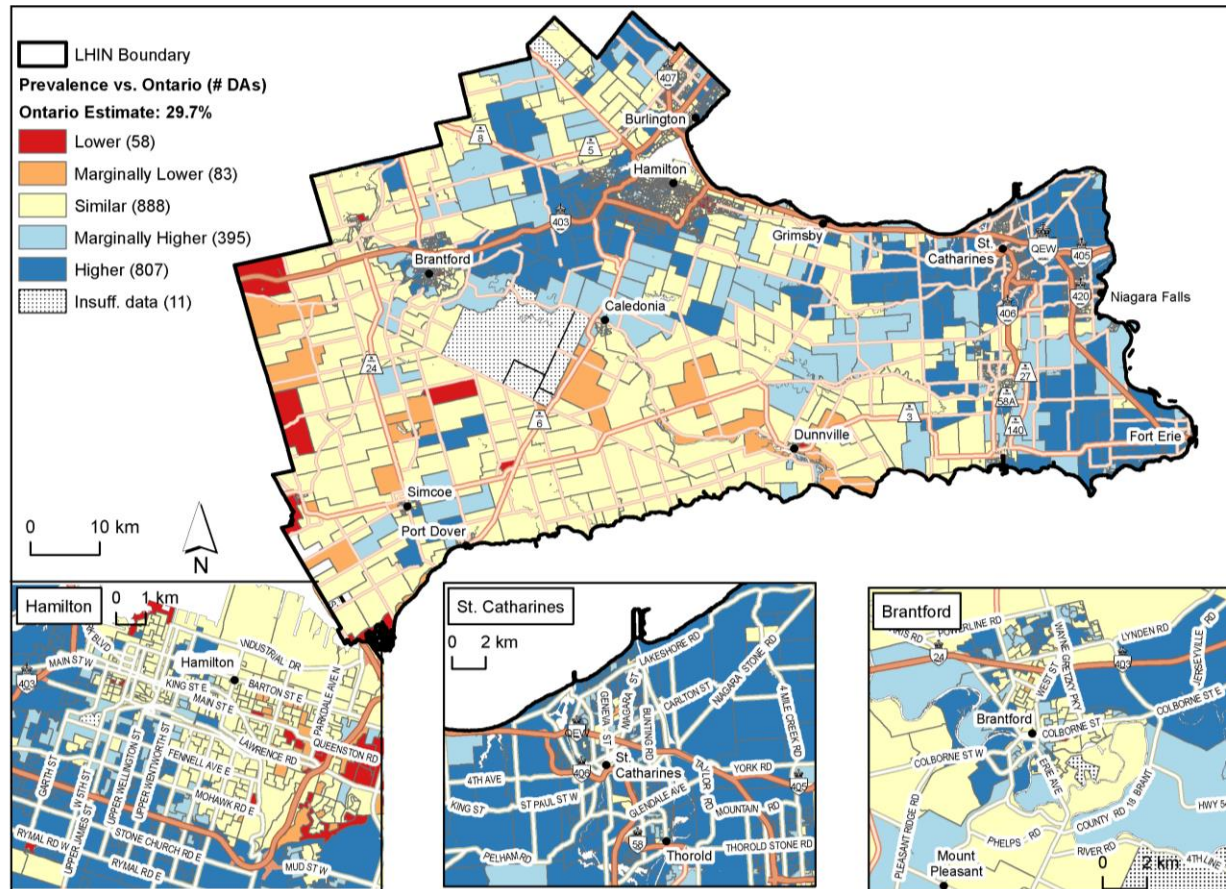 LHIN Boundary
Prevalence vs. Ontario (# DAs)
Ontario Estimate: 29.7%
Lower (58)
Marginally Lower (83)
Similar (888)
Marginally Higher (395)
Higher (807)
Insuff. data (11)
407
Burlington
8
5
Hamilton
403
Grimsby
St.
Catharines
QEW
405
Brantford
420
Niagara Falls
Caledonia
406
24
27
58A
6
3
140
Dunnville
Fort Erie
Simcoe
Port Dover
0 10 km
N
Hamilton
0 1 km
BLVD
MAIN ST W
403
Hamilton
KING ST E
MAIN ST E
BARTON ST E
PARKDALE AVE N
QUEENSTON RD
LAWRENCE RD
FENNELL AVE E
MOHAWK RD E
GARTH ST
W 5TH ST
UPPER JAMES ST
UPPER WELLINGTON ST
UPPER WENTWORTH ST
STONE CHURCH RD E
RYMAL RD W
RYMAL RD E
MUD ST W
St. Catharines
0 2 km
LAKESHORE RD
NIAGARA STONE RD
GENEVA ST
NIAGARA ST
BUNTING RD
CARLTON ST
4 MILE CREEK RD
QEW
406
St.
Catharines
4TH AVE
KING ST
ST PAUL ST W
GLENDALE AVE
TAYLOR RD
YORK RD
405
MOUNTAIN RD
58
Thorold
THOROLD STONE RD
PELHAM RD
Brantford
POWERLINE RD
24
WAYNE GRETZKY PKY
WEST ST
LYNDEN RD
403
JERSEYVILLE RD
Brantford
COLBORNE ST
COLBORNE ST E
COLBORNE ST W
ERIE AVE
PLEASANT RIDGE RD
PHELPS RD
COUNTY RD 18 BRANT
RIVER RD
4TH LINE
Mount
Pleasant
0 2 km